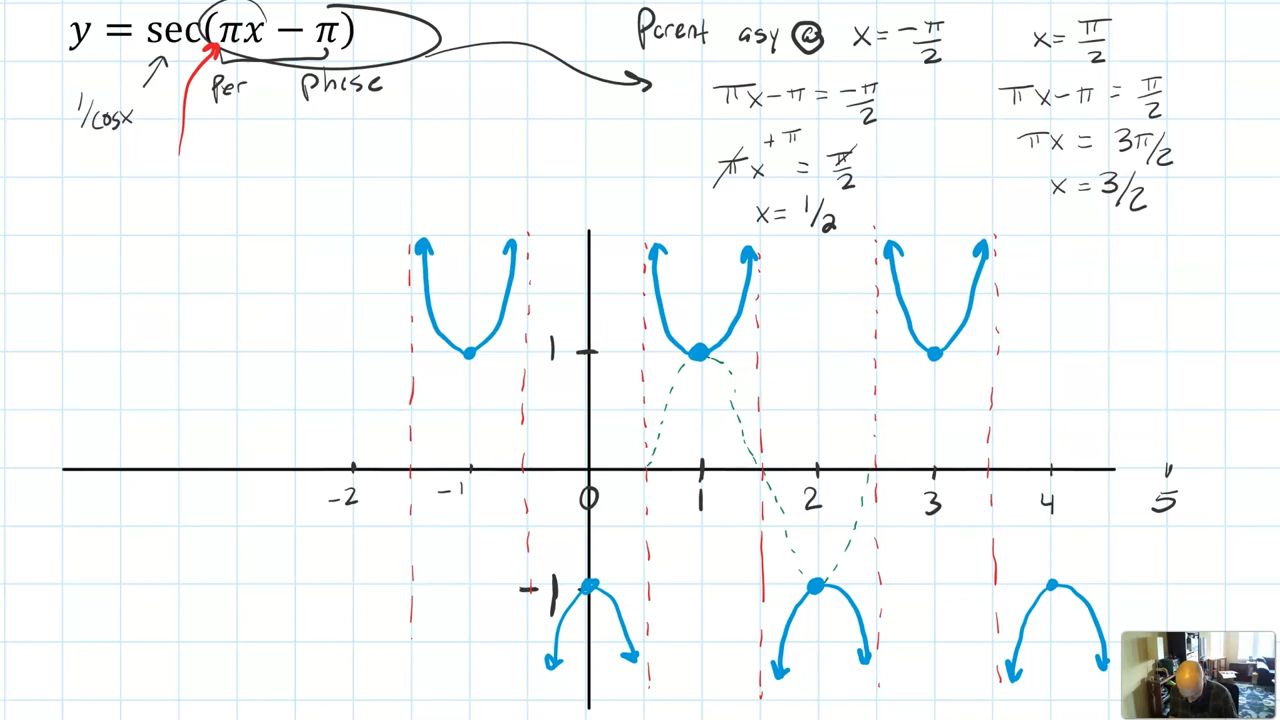 y = sec(πx − π)
Per phase
1/cosx
Parent asy @ x = -π/2
πx-π = -π/2
+π
πx = π/2
x = 1/2
x = π/2
πx-π = π/2
πx = 3π/2
x = 3/2
1
-2 -1 0 1 2 3 4 5
-1